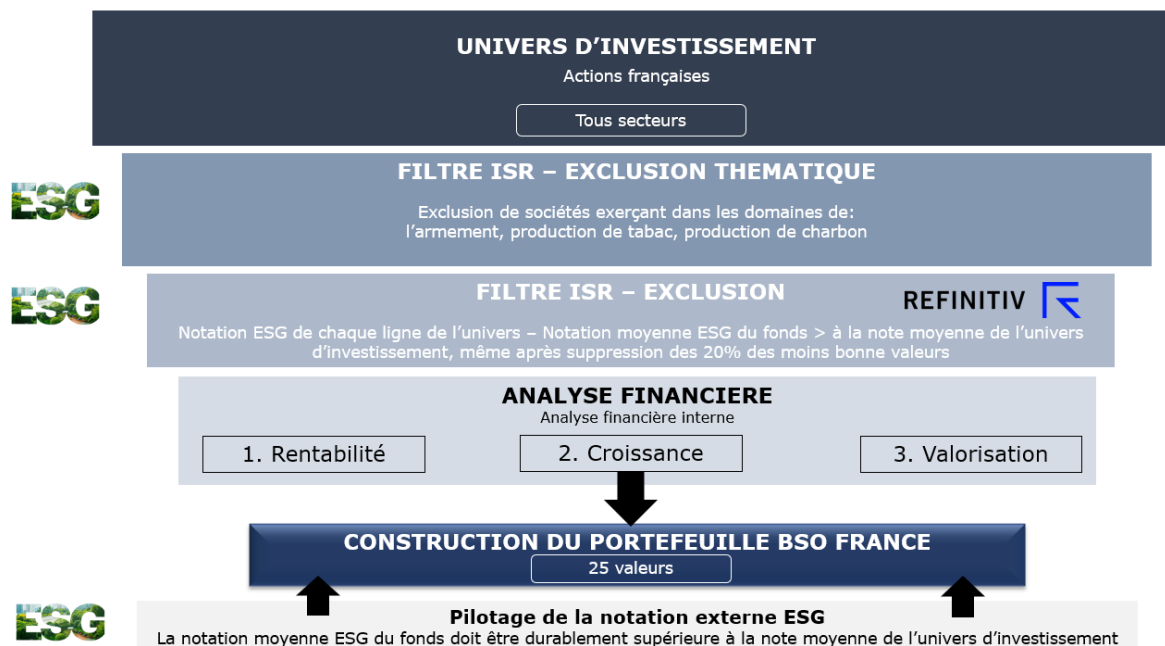 UNIVERS D’INVESTISSEMENT
Actions françaises
Tous secteurs
ESG
FILTRE ISR – EXCLUSION THEMATIQUE
Exclusion de sociétés exerçant dans les domaines de:
l’armement, production de tabac, production de charbon
ESG
FILTRE ISR – EXCLUSION
REFINITIV
Notation ESG de chaque ligne de l’univers – Notation moyenne ESG du fonds > à la note moyenne de l’univers
d’investissement, même après suppression des 20% des moins bonne valeurs
ANALYSE FINANCIERE
Analyse financière interne
1. Rentabilité
2. Croissance
3. Valorisation
CONSTRUCTION DU PORTEFEUILLE BSO FRANCE
25 valeurs
ESG
Pilotage de la notation externe ESG
La notation moyenne ESG du fonds doit être durablement supérieure à la note moyenne de l’univers d’investissement